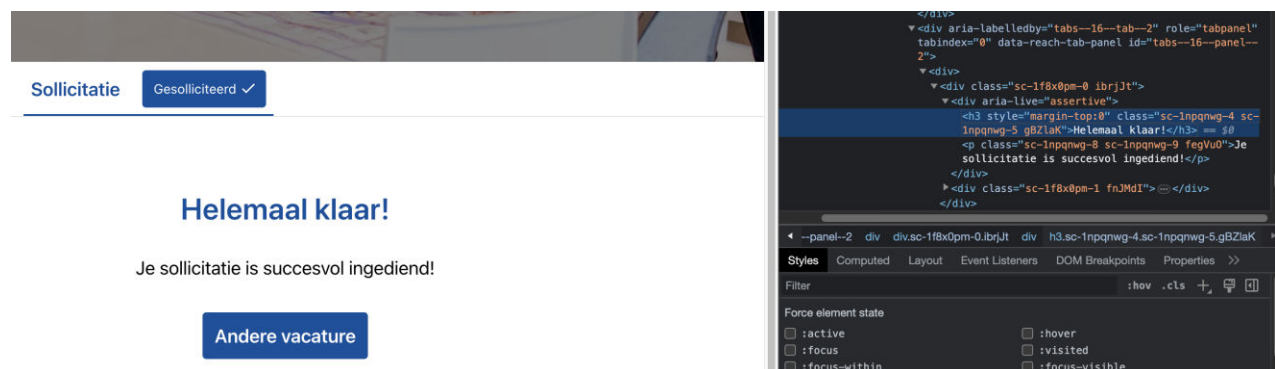 Sollicitatie
Gesolliciteerd ✓
Helemaal klaar!
Je sollicitatie is succesvol ingediend!
Andere vacature
</div>
▼<div aria-labelledby="tabs--16--tab--2" role="tabpanel"
tabindex="0" data-reach-tab-panel id="tabs--16--panel--
2">
▼<div>
▼<div class="sc-1f8x0pm-0 ibrjJt">
▼<div aria-live="assertive">
<h3 style="margin-top:0" class="sc-1npqnwg-4 sc-
1npqnwg-5 gBZlaK">Helemaal klaar!</h3> == $0
<p class="sc-1npqnwg-8 sc-1npqnwg-9 fegVuO">Je
sollicitatie is succesvol ingediend!</p>
</div>
▶<div class="sc-1f8x0pm-1 fnJMdI">…</div>
</div>
--panel--2 div div.sc-1f8x0pm-0.ibrjJt div h3.sc-1npqnwg-4.sc-1npqnwg-5.gBZlaK
Styles Computed Layout Event Listeners DOM Breakpoints Properties >>
Filter :hov .cls +
Force element state
:active :hover
:focus :visited
:focus-within :focus-visible